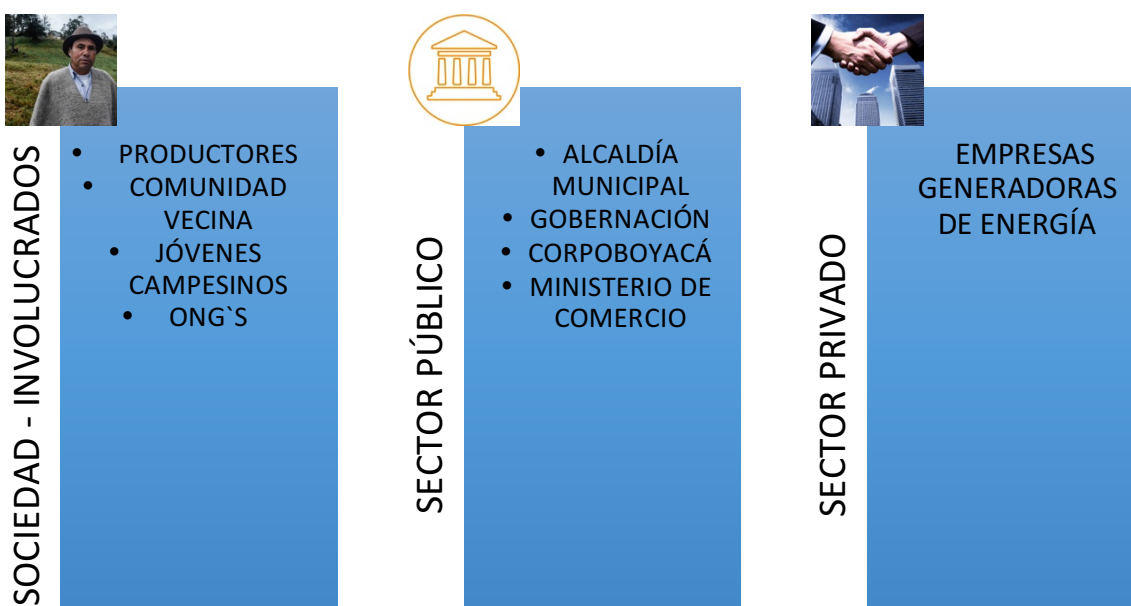 SOCIEDAD - INVOLUCRADOS
• PRODUCTORES
• COMUNIDAD
VECINA
• JÓVENES
CAMPESINOS
• ONG`S
SECTOR PÚBLICO
• ALCALDÍA
MUNICIPAL
• GOBERNACIÓN
• CORPOBOYACÁ
• MINISTERIO DE
COMERCIO
SECTOR PRIVADO
EMPRESAS
GENERADORAS
DE ENERGÍA